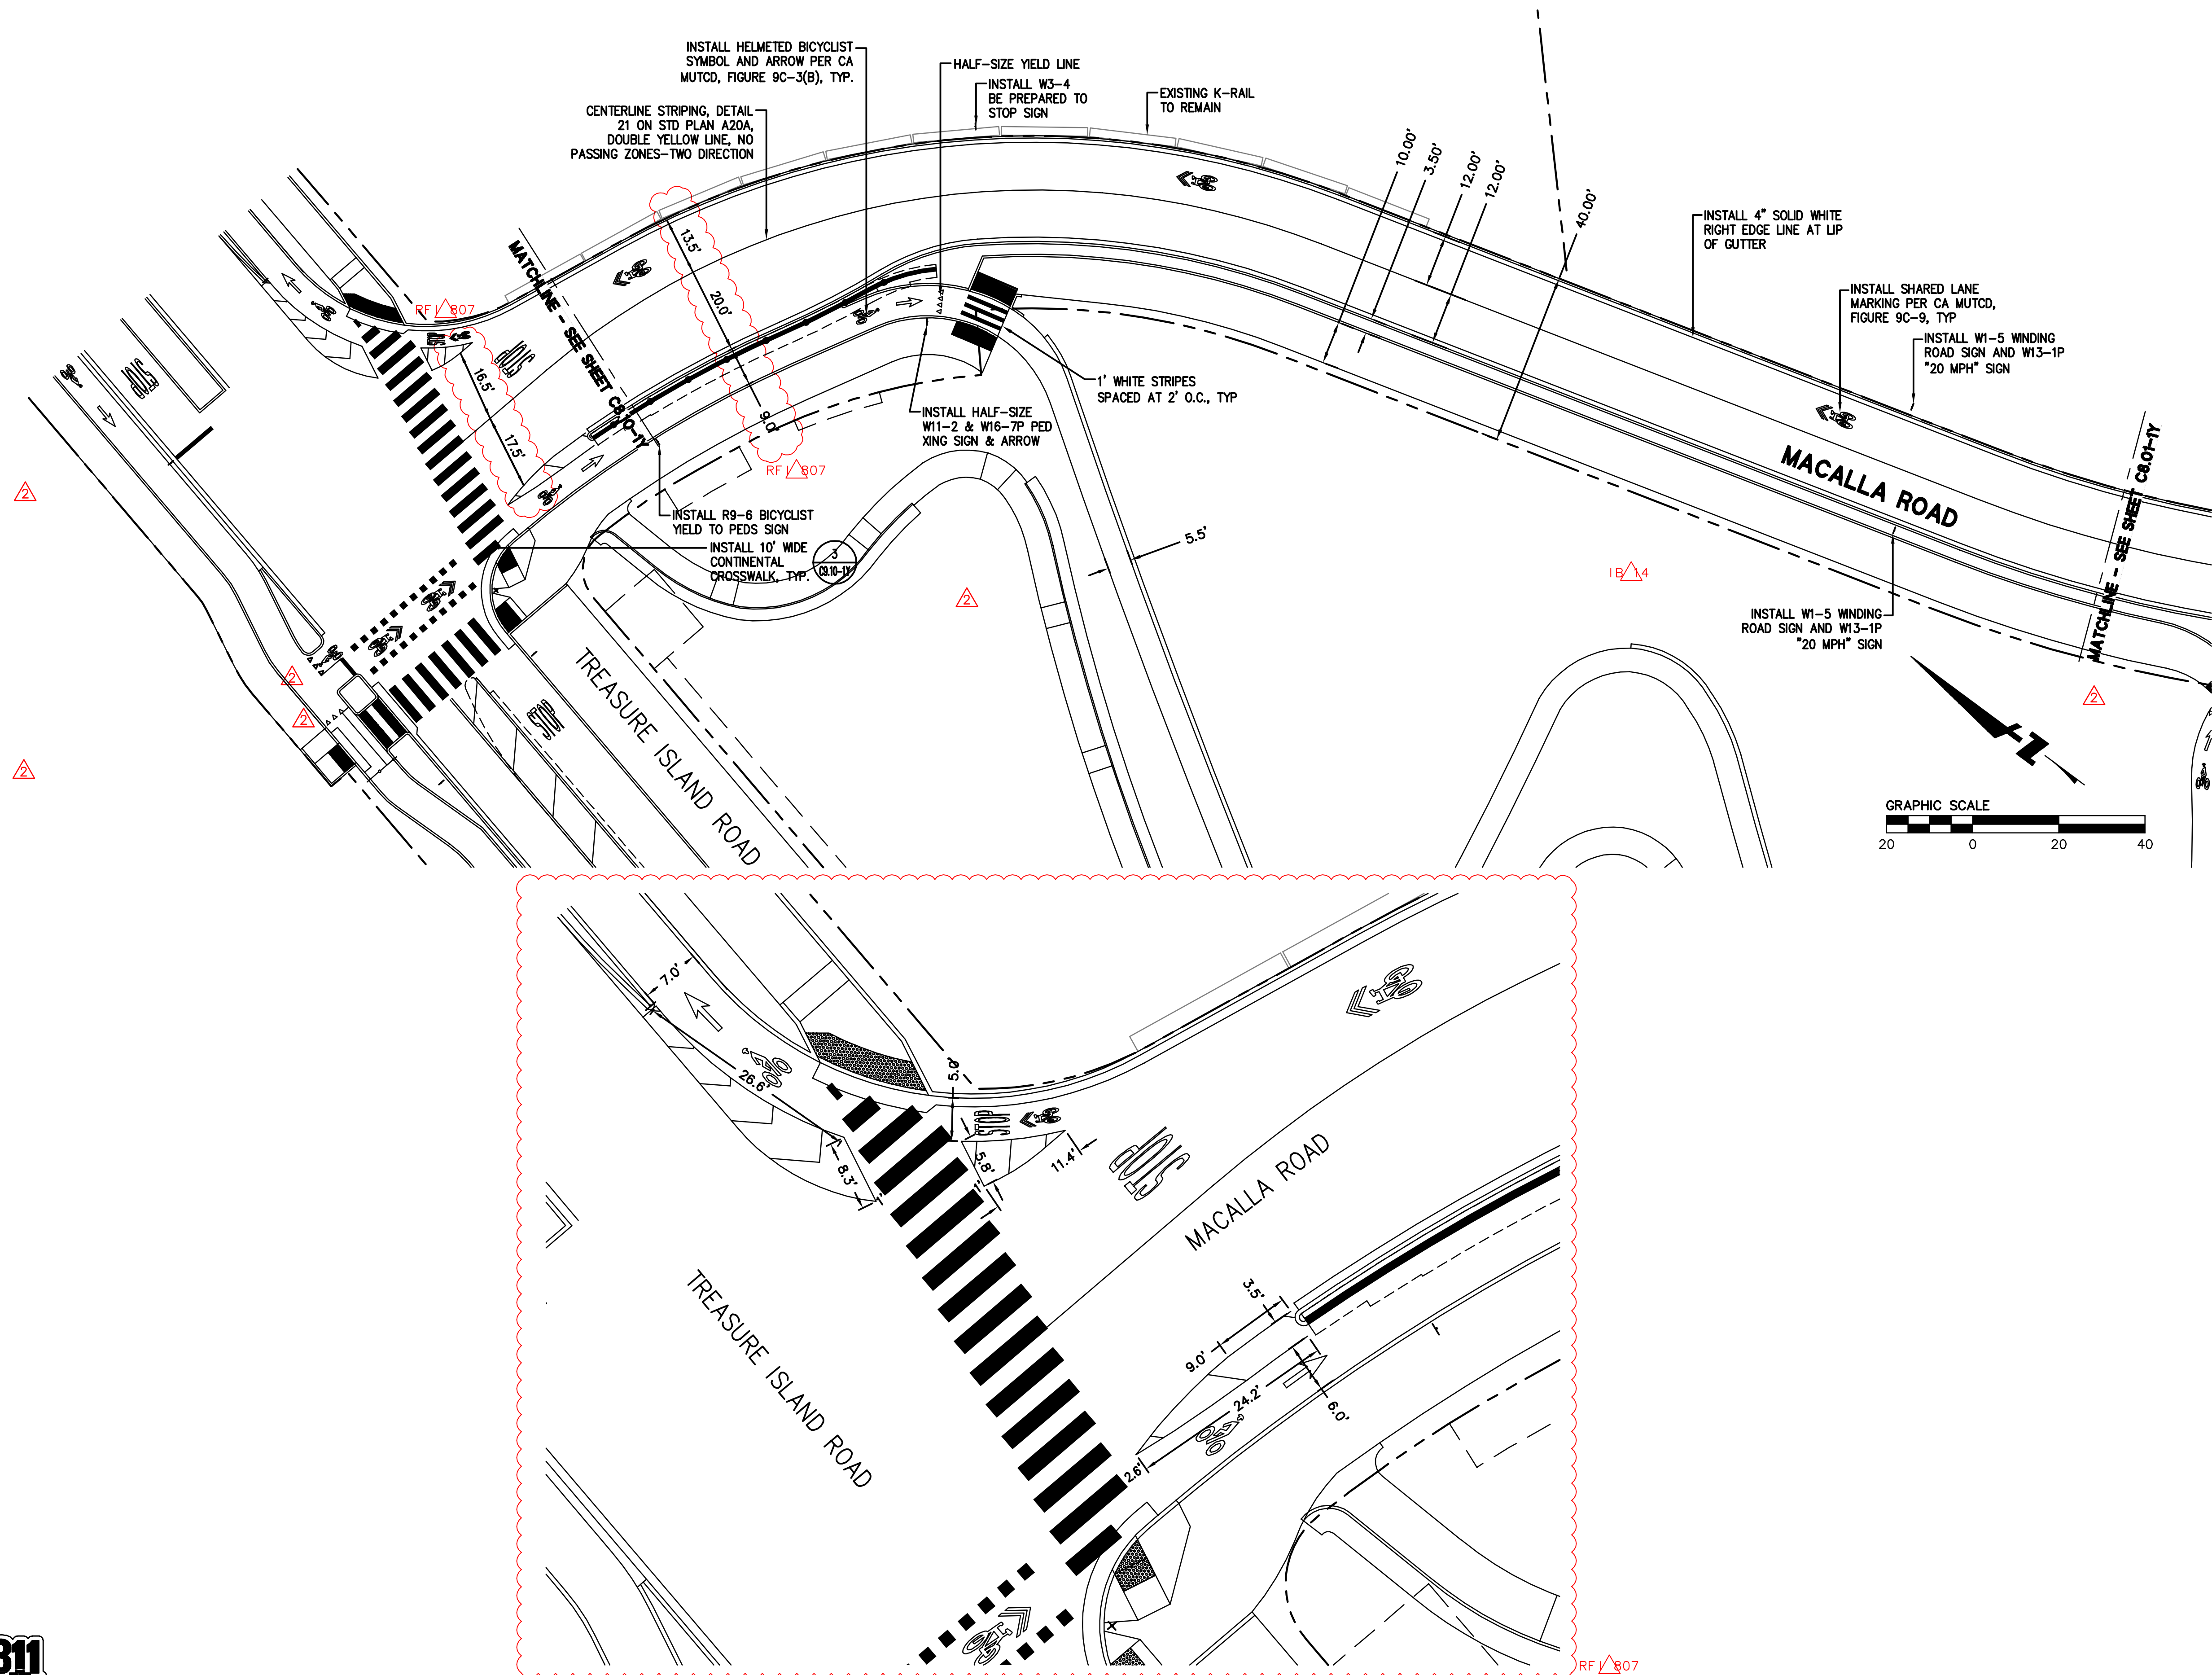 INSTALL HELMETED BICYCLIST
SYMBOL AND ARROW PER CA
MUTCD, FIGURE 9C-3(B), TYP.
HALF-SIZE YIELD LINE
INSTALL W3-4
BE PREPARED TO
STOP SIGN
EXISTING K-RAIL
TO REMAIN
CENTERLINE STRIPING, DETAIL
21 ON STD PLAN A20A,
DOUBLE YELLOW LINE, NO
PASSING ZONES-TWO DIRECTION
10.00'
3.50'
12.00'
12.00'
40.00'
INSTALL 4" SOLID WHITE
RIGHT EDGE LINE AT LIP
OF GUTTER
INSTALL SHARED LANE
MARKING PER CA MUTCD,
FIGURE 9C-9, TYP
INSTALL W1-5 WINDING
ROAD SIGN AND W13-1P
"20 MPH" SIGN
MATCHLINE - SEE SHEET C8.10-1Y
13.5'
20.0'
9.0'
RFI 807
STOP
STOP
STOP
16.5'
17.5'
RFI 807
1' WHITE STRIPES
SPACED AT 2' O.C., TYP
INSTALL HALF-SIZE
W11-2 & W16-7P PED
XING SIGN & ARROW
MACALLA ROAD
MATCHLINE - SEE SHEET C8.01-1Y
INSTALL R9-6 BICYCLIST
YIELD TO PEDS SIGN
INSTALL 10' WIDE
CONTINENTAL
CROSSWALK, TYP.
3
C9.10-1Y
5.5'
2
2
2
2
2
2
IB 14
INSTALL W1-5 WINDING
ROAD SIGN AND W13-1P
"20 MPH" SIGN
STOP
TREASURE ISLAND ROAD
Z
GRAPHIC SCALE
20 0 20 40
7.0'
26.6'
8.3'
1'
5.0'
STOP
5.8'
1'
11.4'
STOP
MACALLA ROAD
TREASURE ISLAND ROAD
3.5'
9.0'
24.2'
6.0'
2.6'
RFI 807
811